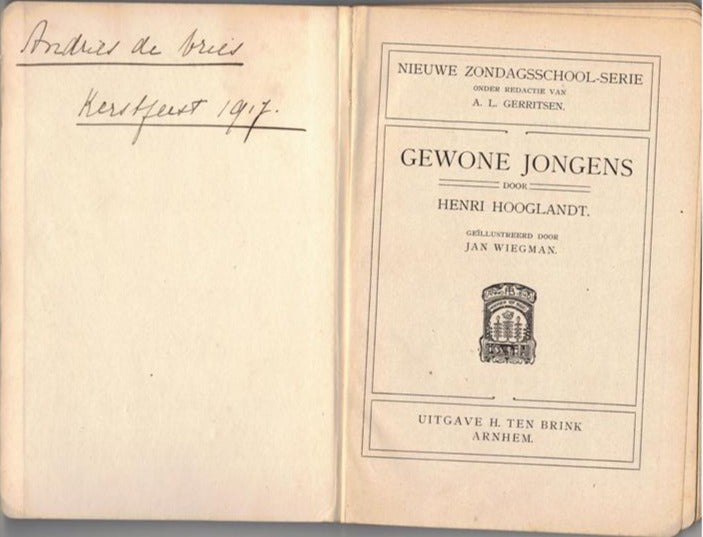 Andries de Vries
Kerstfeest 1917.
NIEUWE ZONDAGSSCHOOL-SERIE
ONDER REDACTIE VAN
A. L. GERRITSEN.
GEWONE JONGENS
DOOR
HENRI HOOGLANDT.
GEÏLLUSTREERD DOOR
JAN WIEGMAN.
UITGAVE H. TEN BRINK
ARNHEM.